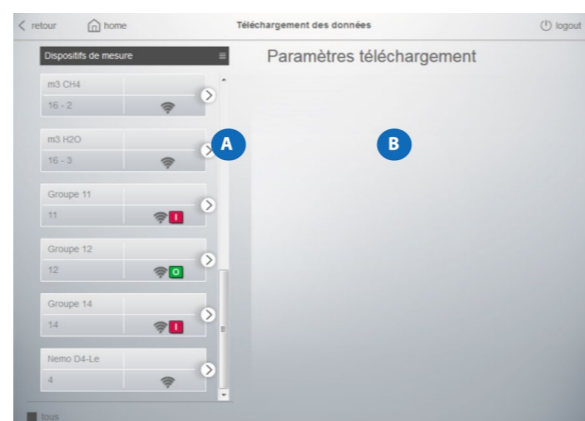 retour home Téléchargement des données logout
Dispositifs de mesure
Paramètres téléchargement
m3 CH4
16 - 2
m3 H2O
16 - 3
A
B
Groupe 11
11 I
Groupe 12
12 O
Groupe 14
14 I
Nemo D4-Le
4
tous